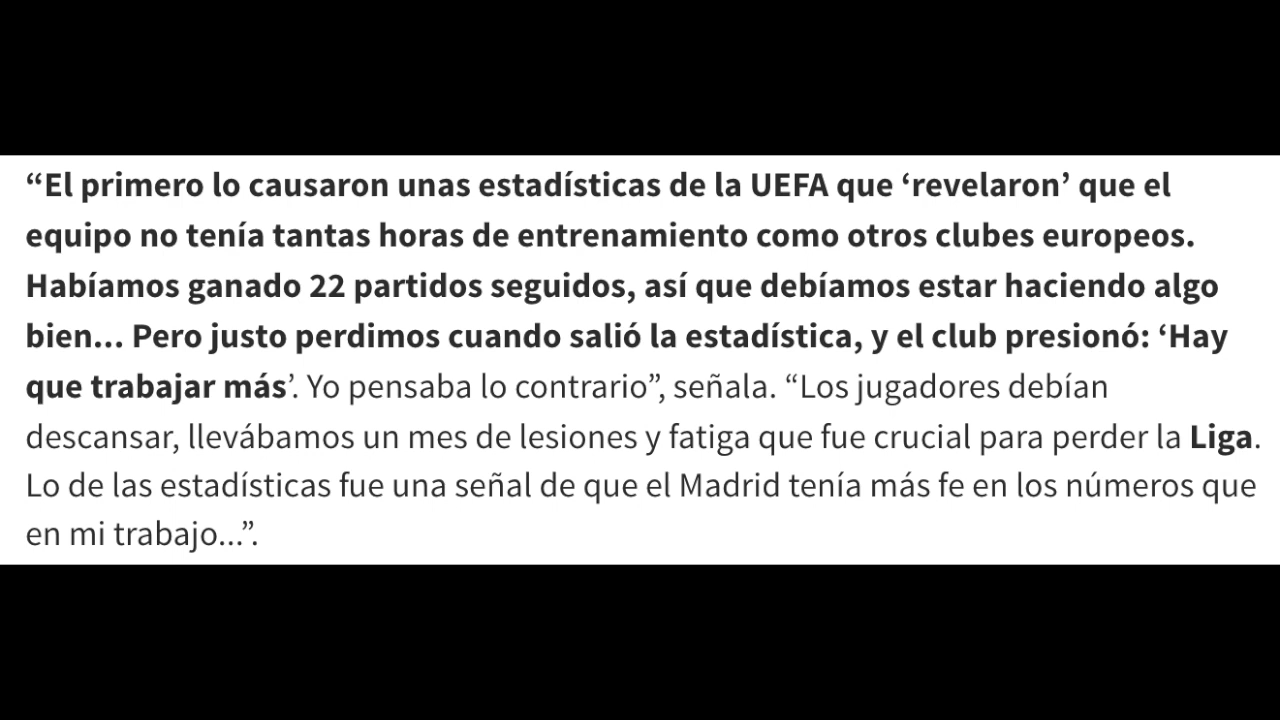 “El primero lo causaron unas estadísticas de la UEFA que ‘revelaron’ que el
equipo no tenía tantas horas de entrenamiento como otros clubes europeos.
Habíamos ganado 22 partidos seguidos, así que debíamos estar haciendo algo
bien... Pero justo perdimos cuando salió la estadística, y el club presionó: ‘Hay
que trabajar más’. Yo pensaba lo contrario”, señala. “Los jugadores debían
descansar, llevábamos un mes de lesiones y fatiga que fue crucial para perder la Liga.
Lo de las estadísticas fue una señal de que el Madrid tenía más fe en los números que
en mi trabajo...”.